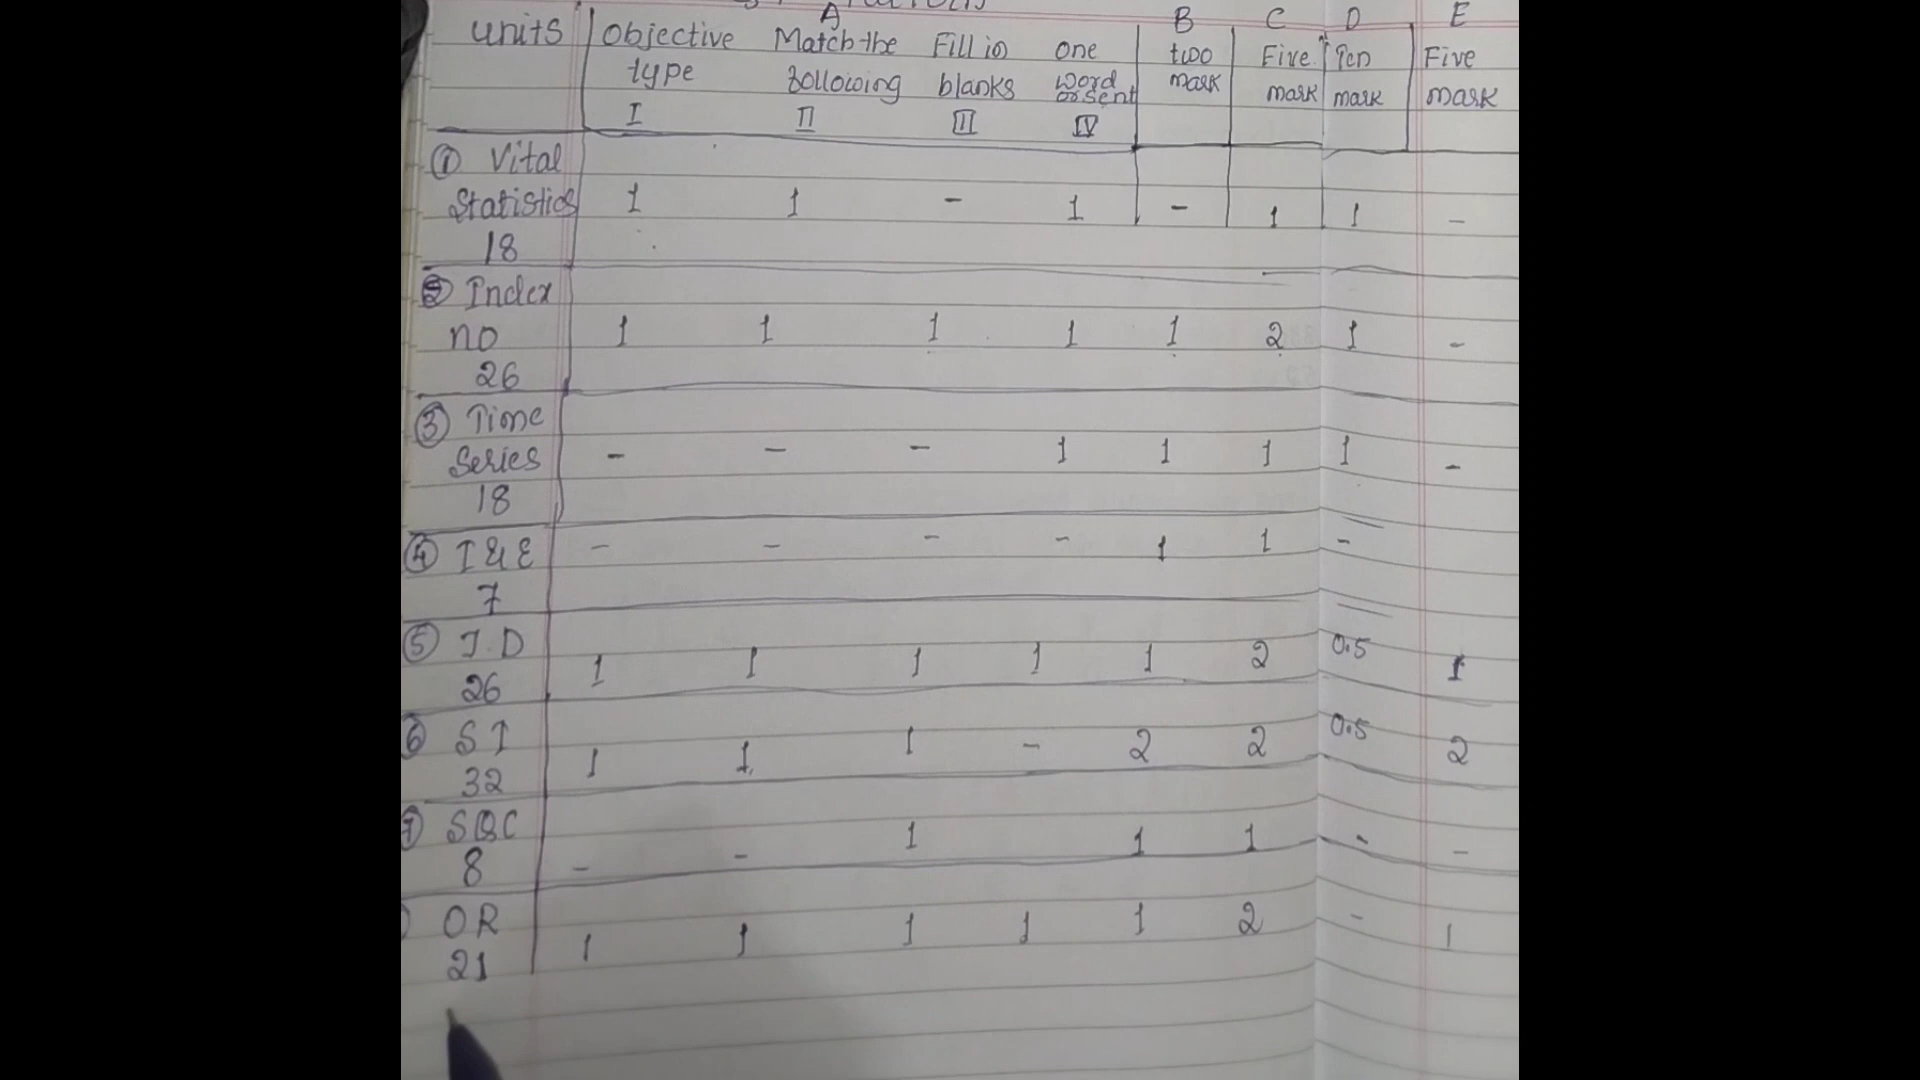 A B C D E
units Objective Match the Fill in one two Five Ten Five
type following blanks word mark mark mark mark
or sent
I II III IV
① Vital
Statistics 1 1 - 1 - 1 1 -
18
② Index
no 1 1 1 1 1 2 1 -
26
③ Time
Series - - - 1 1 1 1 -
18
④ I & E - - - - 1 1 -
7
⑤ T.D 1 1 1 1 1 2 0.5 1
26
⑥ S I 1 1 1 - 2 2 0.5 2
32
⑦ SQC - - 1 1 1 - -
8
OR 1 1 1 1 1 2 - 1
21